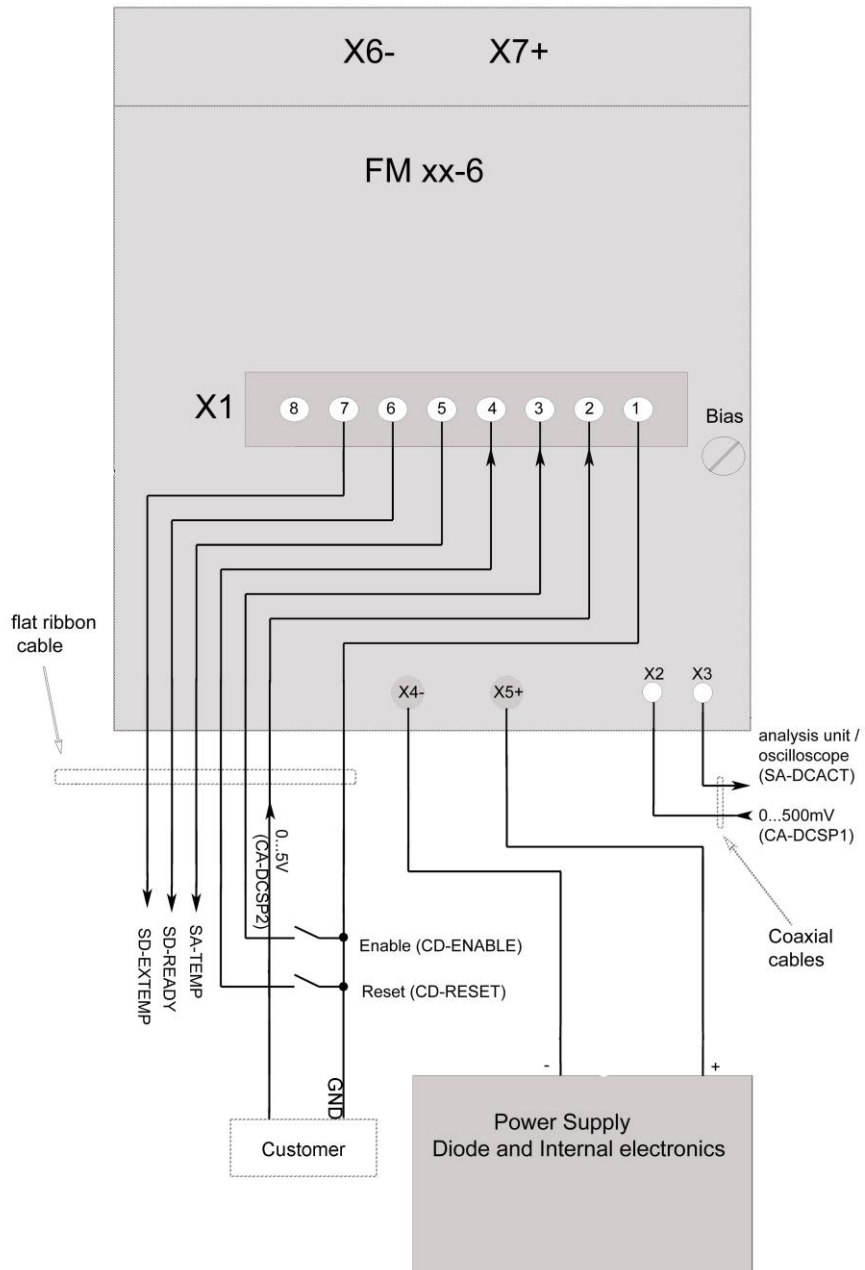 X6- X7+
FM xx-6
X1 8 7 6 5 4 3 2 1
Bias
flat ribbon
cable
X4- X5+ X2 X3
analysis unit /
oscilloscope
(SA-DCACT)
0...500mV
(CA-DCSP1)
0...5V
(CA-DCSP2)
SD-EXTEMP
SD-READY
SA-TEMP
Enable (CD-ENABLE)
Reset (CD-RESET)
Coaxial
cables
GND
- +
Customer
Power Supply
Diode and Internal electronics